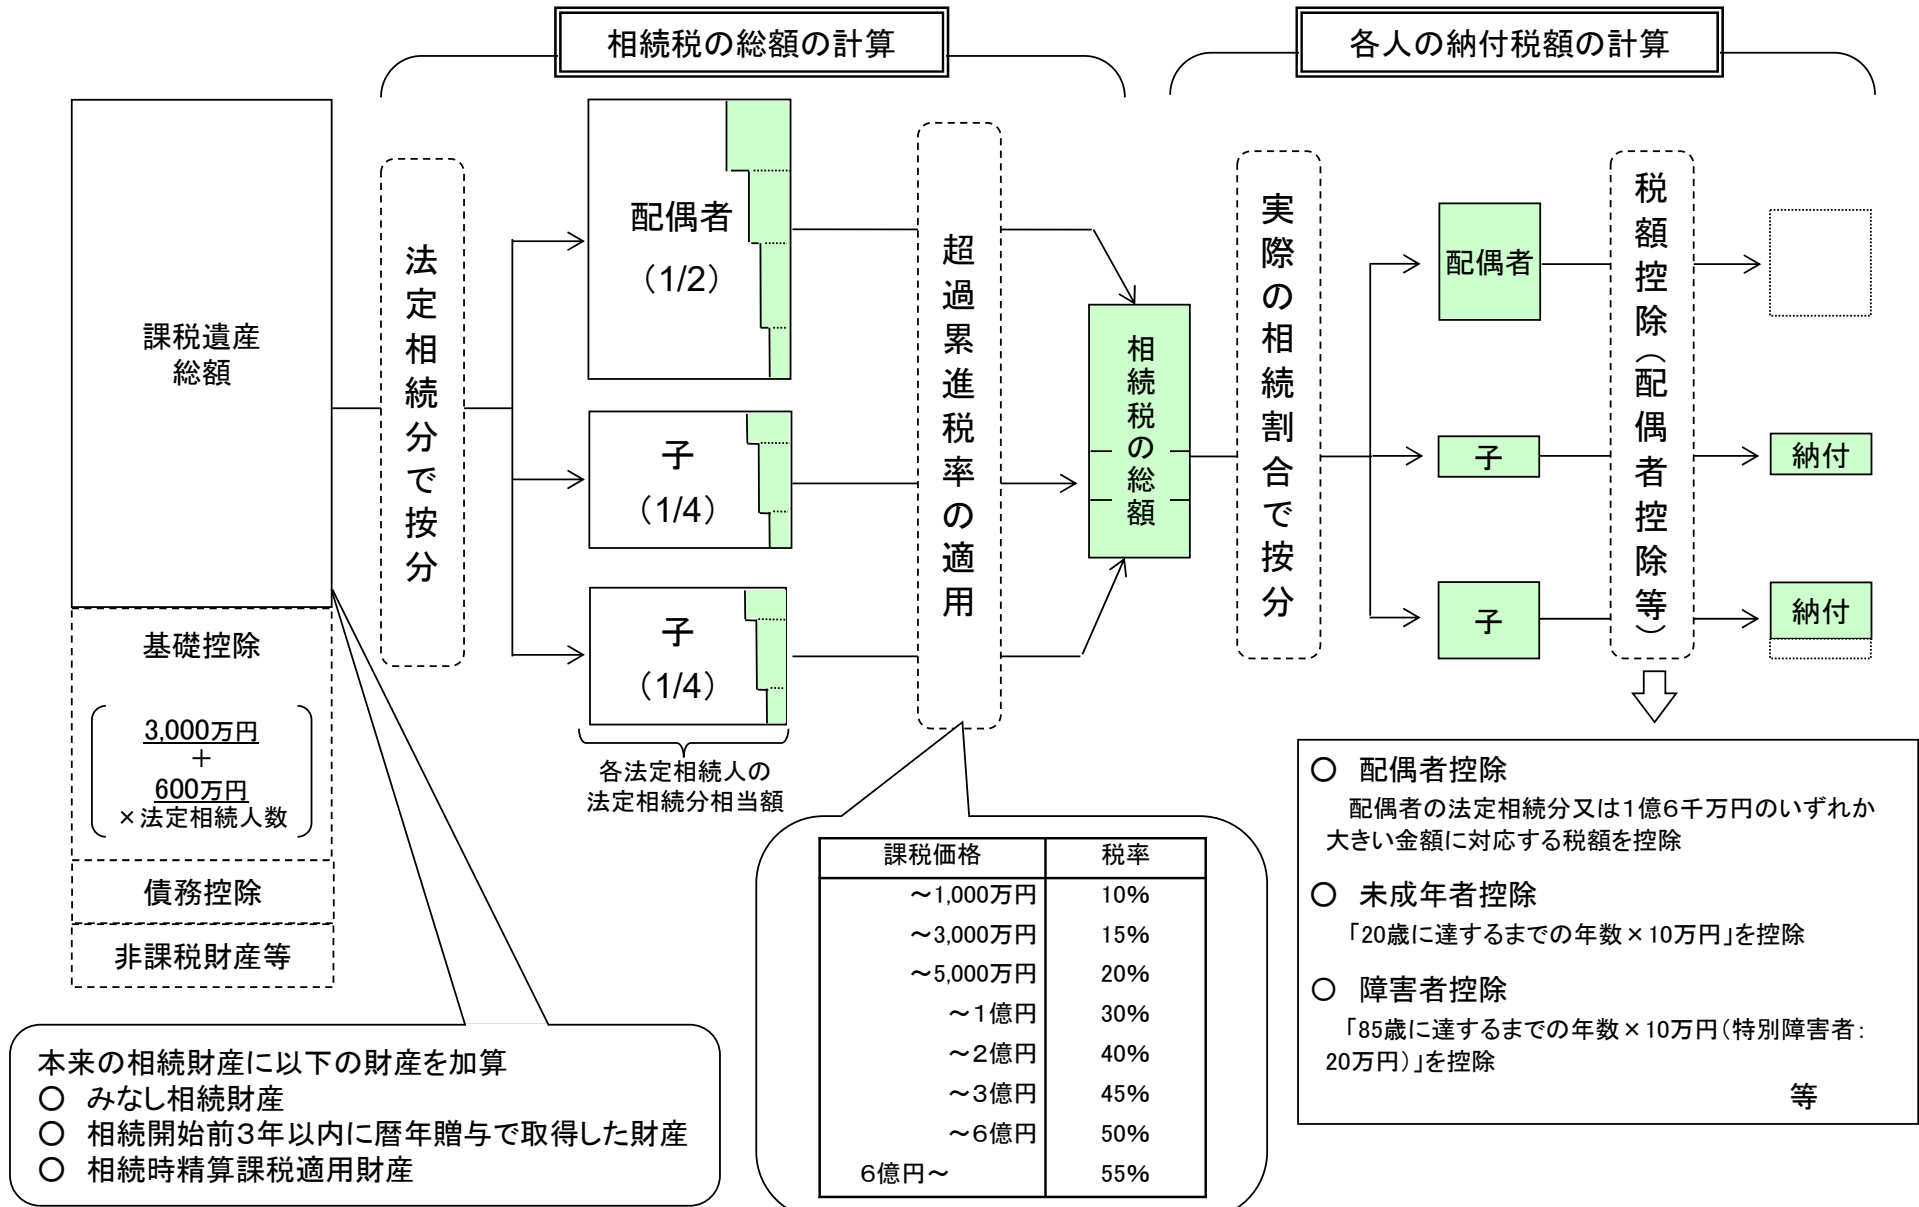 相続税の総額の計算
各人の納付税額の計算
課税遺産
総額
基礎控除
3,000万円
＋
600万円
×法定相続人数
債務控除
非課税財産等
本来の相続財産に以下の財産を加算
○ みなし相続財産
○ 相続開始前3年以内に暦年贈与で取得した財産
○ 相続時精算課税適用財産
法定相続分で按分
配偶者
（1/2）
子
（1/4）
子
（1/4）
各法定相続人の
法定相続分相当額
超過累進税率の適用
課税価格 税率
～1,000万円 10%
～3,000万円 15%
～5,000万円 20%
～１億円 30%
～２億円 40%
～３億円 45%
～６億円 50%
６億円～ 55%
相続税の総額
実際の相続割合で按分
配偶者
子
子
税額控除（配偶者控除等）
納付
納付
○ 配偶者控除
配偶者の法定相続分又は１億６千万円のいずれか
大きい金額に対応する税額を控除
○ 未成年者控除
「20歳に達するまでの年数×10万円」を控除
○ 障害者控除
「85歳に達するまでの年数×10万円（特別障害者：
20万円）」を控除
等